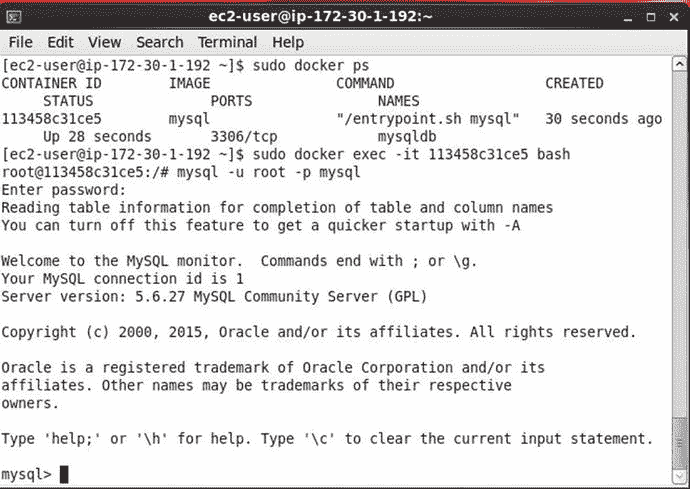 ec2-user@ip-172-30-1-192:~
File Edit View Search Terminal Help
[ec2-user@ip-172-30-1-192 ~]$ sudo docker ps
CONTAINER ID        IMAGE               COMMAND                  CREATED
     STATUS              PORTS               NAMES
113458c31ce5        mysql               "/entrypoint.sh mysql"   30 seconds ago
     Up 28 seconds       3306/tcp            mysqldb
[ec2-user@ip-172-30-1-192 ~]$ sudo docker exec -it 113458c31ce5 bash
root@113458c31ce5:/# mysql -u root -p mysql
Enter password:
Reading table information for completion of table and column names
You can turn off this feature to get a quicker startup with -A
Welcome to the MySQL monitor.  Commands end with ; or \g.
Your MySQL connection id is 1
Server version: 5.6.27 MySQL Community Server (GPL)
Copyright (c) 2000, 2015, Oracle and/or its affiliates. All rights reserved.
Oracle is a registered trademark of Oracle Corporation and/or its
affiliates. Other names may be trademarks of their respective
owners.
Type 'help;' or '\h' for help. Type '\c' to clear the current input statement.
mysql>